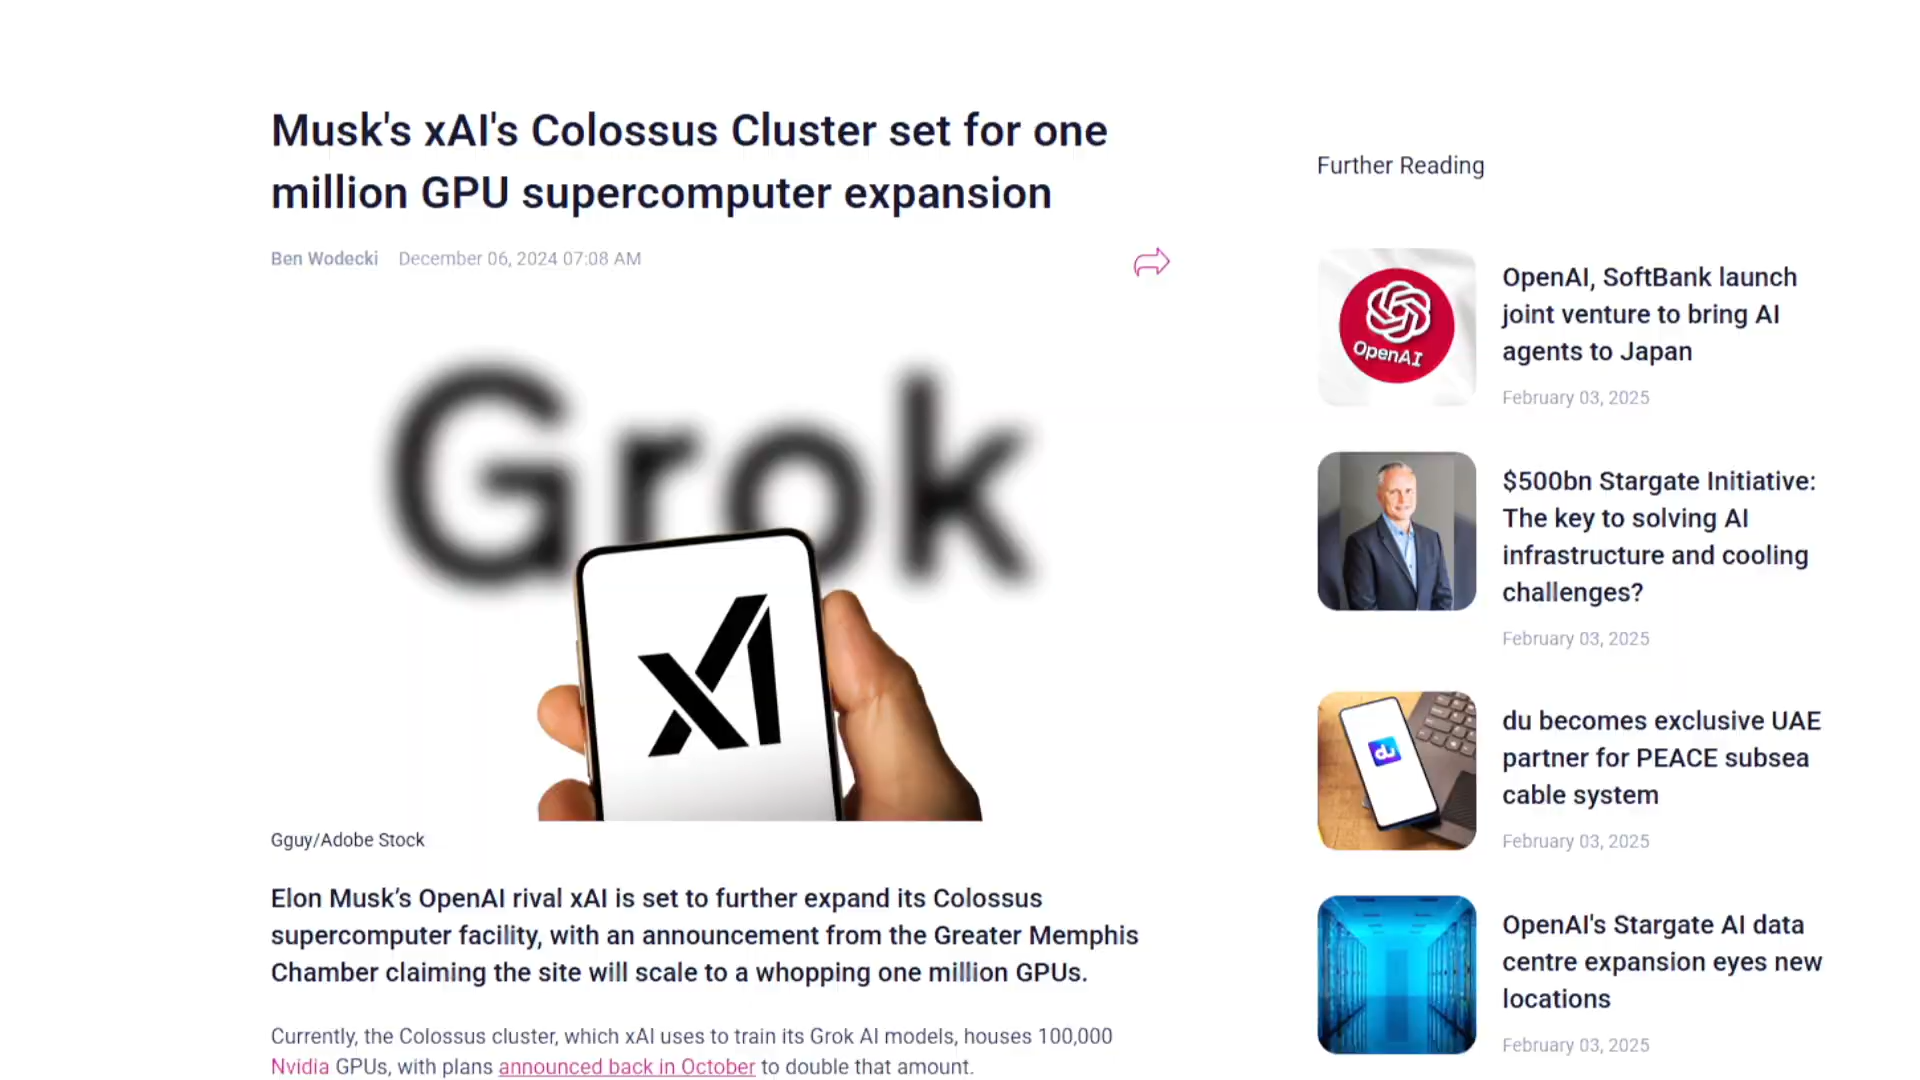 Musk's xAI's Colossus Cluster set for one
million GPU supercomputer expansion
Ben Wodecki December 06, 2024 07:08 AM
Grok
xI
Gguy/Adobe Stock
Elon Musk’s OpenAI rival xAI is set to further expand its Colossus
supercomputer facility, with an announcement from the Greater Memphis
Chamber claiming the site will scale to a whopping one million GPUs.
Currently, the Colossus cluster, which xAI uses to train its Grok AI models, houses 100,000
Nvidia GPUs, with plans announced back in October to double that amount.
Further Reading
OpenAI
OpenAI, SoftBank launch
joint venture to bring AI
agents to Japan
February 03, 2025
$500bn Stargate Initiative:
The key to solving AI
infrastructure and cooling
challenges?
February 03, 2025
du
du becomes exclusive UAE
partner for PEACE subsea
cable system
February 03, 2025
OpenAI's Stargate AI data
centre expansion eyes new
locations
February 03, 2025